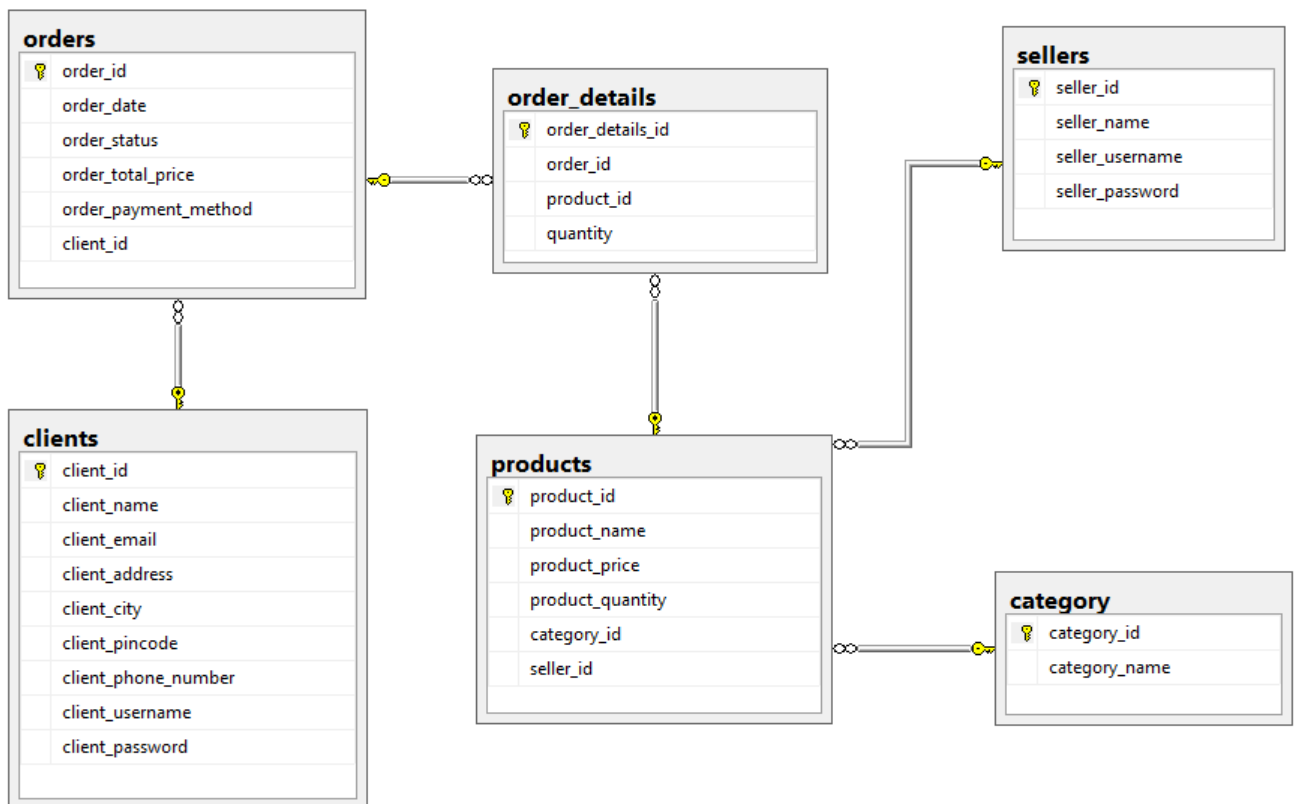 orders
order_id
order_date
order_status
order_total_price
order_payment_method
client_id
order_details
order_details_id
order_id
product_id
quantity
sellers
seller_id
seller_name
seller_username
seller_password
clients
client_id
client_name
client_email
client_address
client_city
client_pincode
client_phone_number
client_username
client_password
products
product_id
product_name
product_price
product_quantity
category_id
seller_id
category
category_id
category_name